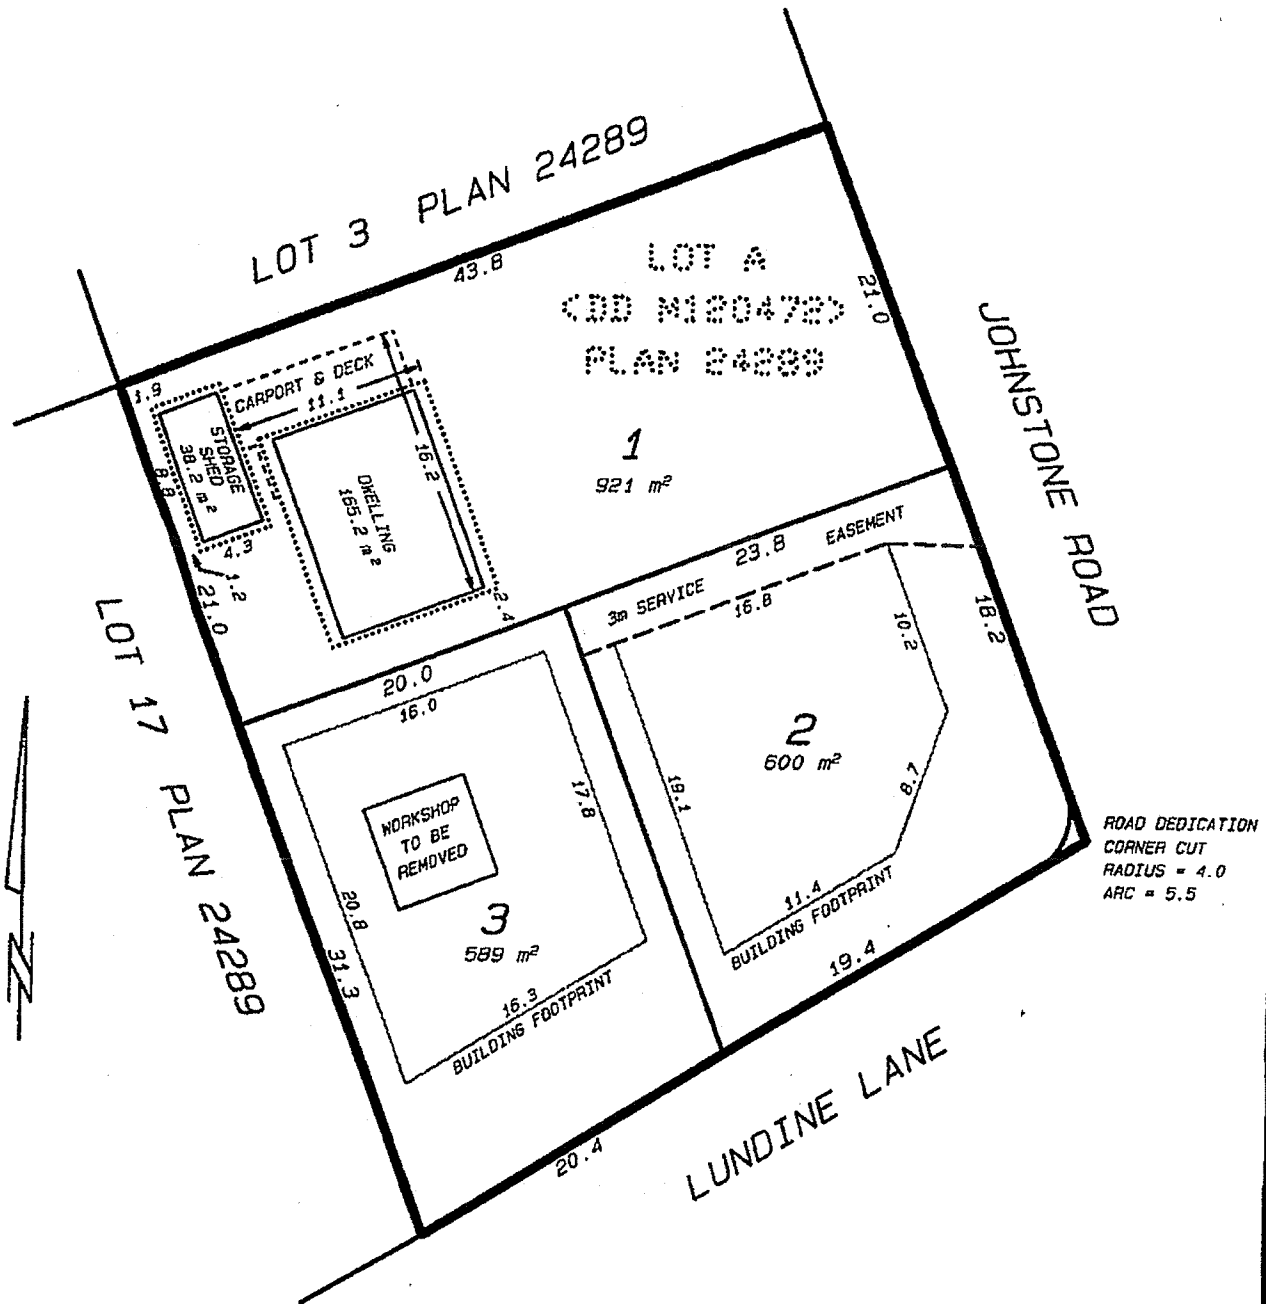 LOT 3 PLAN 24289
43.8
LOT A
<DD M120472>
PLAN 24289
21.0
JOHNSTONE ROAD
1.9
CARPORT & DECK
11.1
STORAGE
SHED
38.2 m²
8.8
4.3
1.2
21.0
16.2
DWELLING
165.2 m²
2.4
1
921 m²
23.8
EASEMENT
3m SERVICE
16.8
10.2
18.2
LOT 17 PLAN 24289
20.0
16.0
WORKSHOP
TO BE
REMOVED
17.8
20.8
3
589 m²
31.3
16.3
BUILDING FOOTPRINT
2
600 m²
19.1
8.7
11.4
BUILDING FOOTPRINT
19.4
ROAD DEDICATION
CORNER CUT
RADIUS = 4.0
ARC = 5.5
20.4
LUNDINE LANE
N